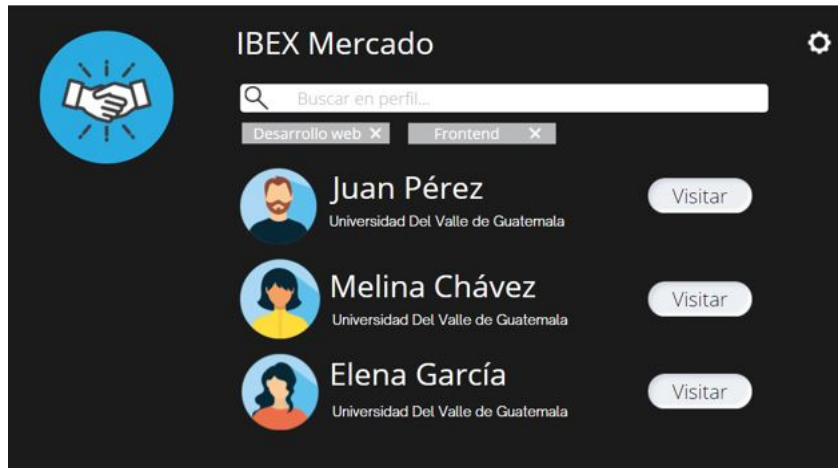 IBEX Mercado
Buscar en perfil...
Desarrollo web ✕ Frontend ✕
Juan Pérez
Universidad Del Valle de Guatemala
Visitar
Melina Chávez
Universidad Del Valle de Guatemala
Visitar
Elena García
Universidad Del Valle de Guatemala
Visitar